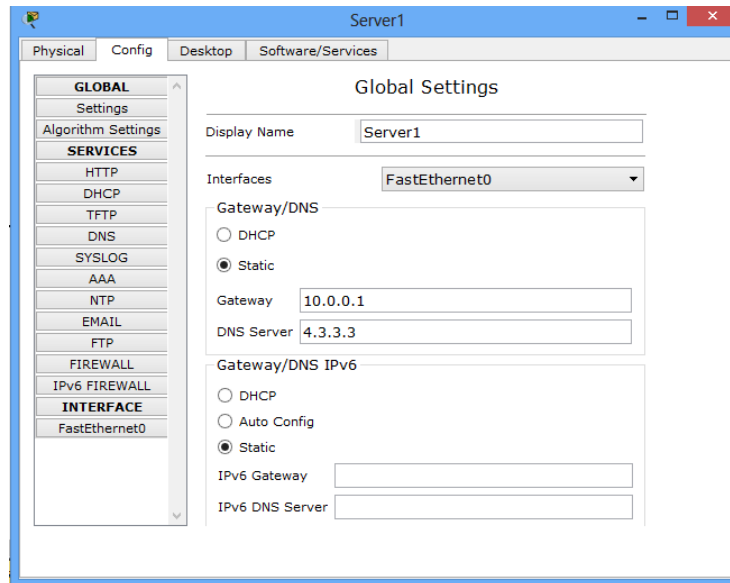 Server1
Physical Config Desktop Software/Services
GLOBAL
Settings
Algorithm Settings
SERVICES
HTTP
DHCP
TFTP
DNS
SYSLOG
AAA
NTP
EMAIL
FTP
FIREWALL
IPv6 FIREWALL
INTERFACE
FastEthernet0
Global Settings
Display Name Server1
Interfaces FastEthernet0
Gateway/DNS
DHCP
Static
Gateway 10.0.0.1
DNS Server 4.3.3.3
Gateway/DNS IPv6
DHCP
Auto Config
Static
IPv6 Gateway
IPv6 DNS Server